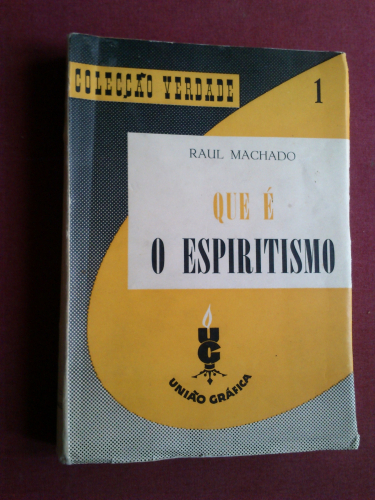 COLECÇÃO VERDADE
1
RAUL MACHADO
QUE É
O ESPIRITISMO
UG
UNIÃO GRÁFICA